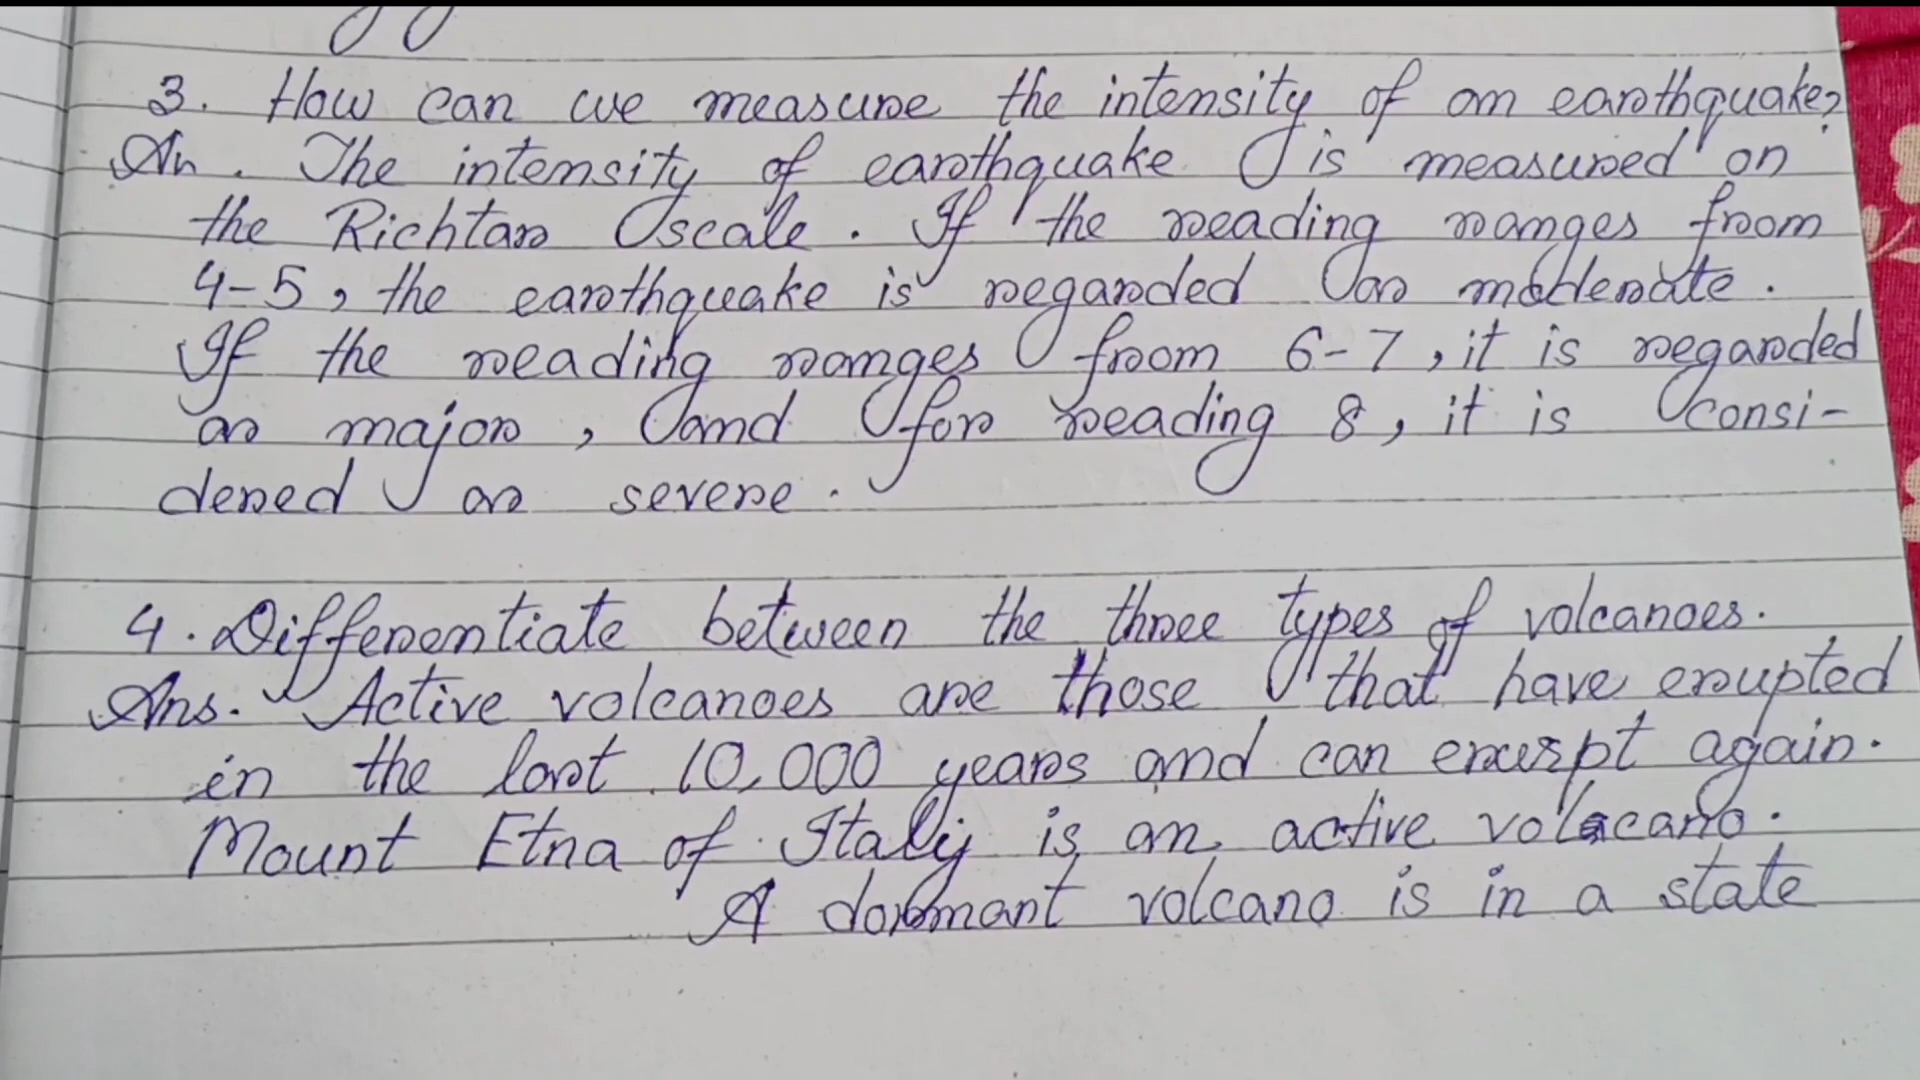 3. How can we measure the intensity of an earthquake?
An. The intensity of earthquake is measured on
the Richtar scale. If the reading ranges from
4-5, the earthquake is regarded as moderate.
If the reading ranges from 6-7, it is regarded
as major, and for reading 8, it is consi-
dered as severe.
4. Differentiate between the three types of volcanoes.
Ans. Active volcanoes are those that have erupted
in the last 10,000 years and can again.
Mount Etna of Italy is an active volcano.
A dormant volcano is in a state